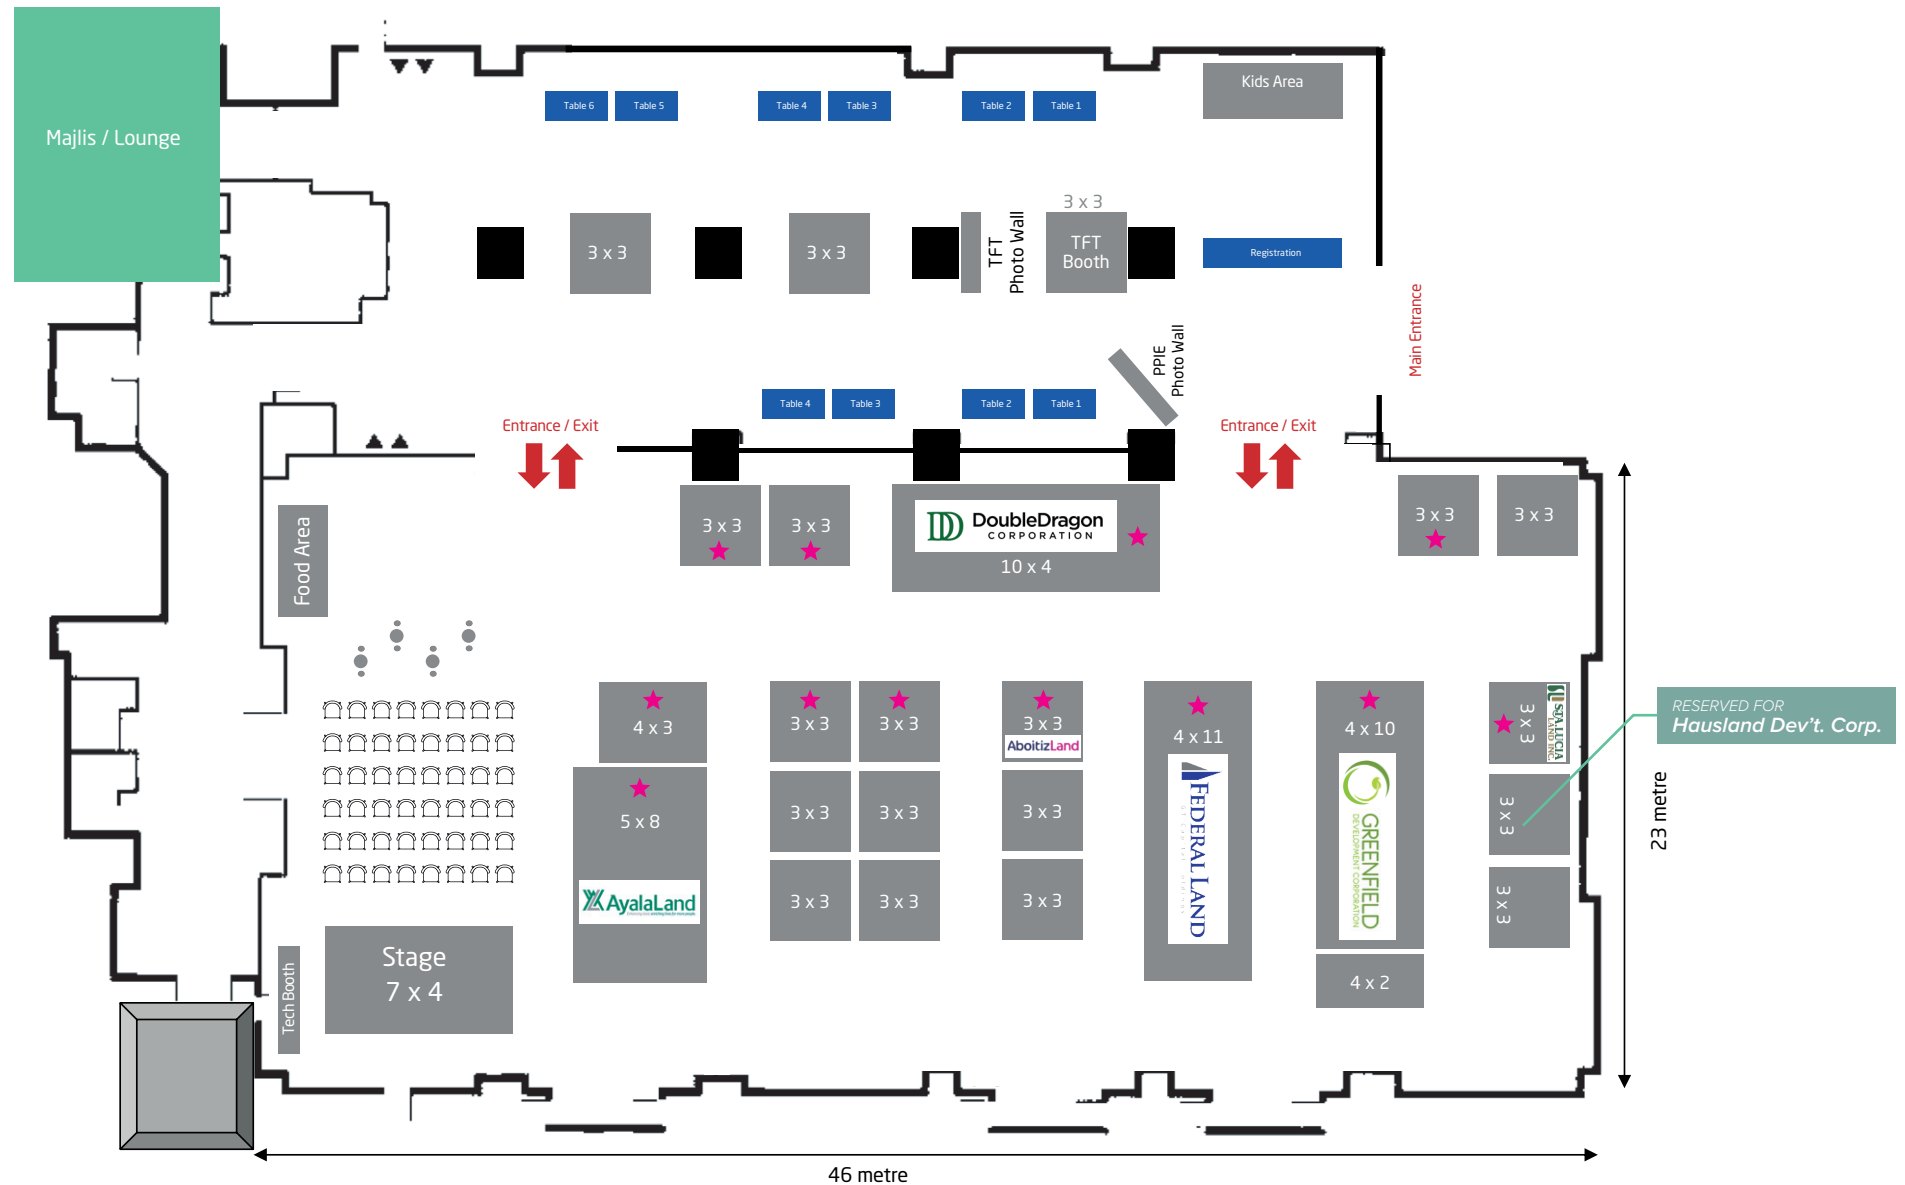 Majlis / Lounge
Kids Area
Table 6
Table 5
Table 4
Table 3
Table 2
Table 1
3 x 3
3 x 3
TFT
Photo Wall
3 x 3
TFT
Booth
Registration
Main Entrance
PPIE
Photo Wall
Table 4
Table 3
Table 2
Table 1
Entrance / Exit
Entrance / Exit
Food Area
3 x 3
3 x 3
DD DoubleDragon
CORPORATION
10 x 4
3 x 3
3 x 3
4 x 3
3 x 3
3 x 3
3 x 3
AboitizLand
4 x 11
FEDERAL LAND
4 x 10
GREENFIELD
DEVELOPMENT CORPORATION
3 x 3
STA.LUCIA
LAND INC.
RESERVED FOR
Hausland Dev't. Corp.
23 metre
5 x 8
AyalaLand
3 x 3
3 x 3
3 x 3
3 x 3
3 x 3
3 x 3
3 x 3
3 x 3
Stage
7 x 4
Tech Booth
4 x 2
46 metre